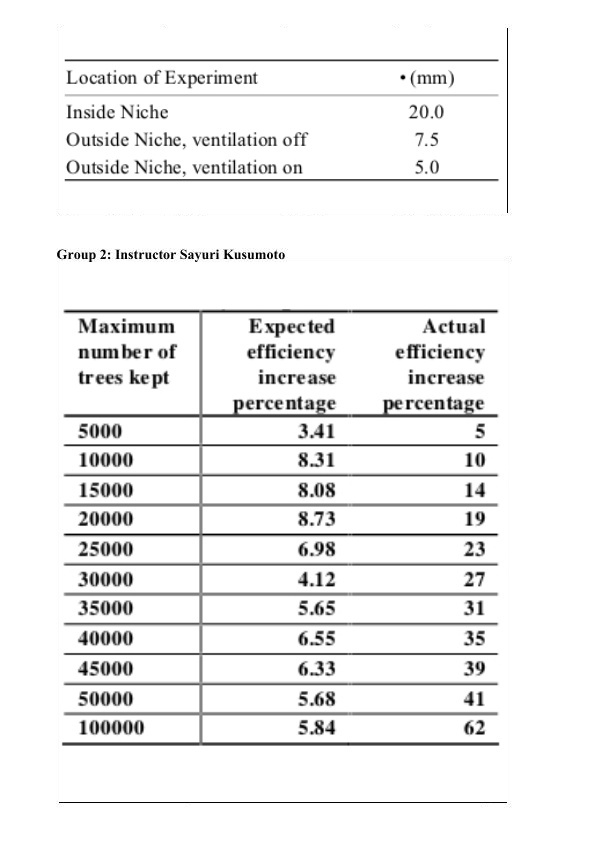 Location of Experiment • (mm)
Inside Niche 20.0
Outside Niche, ventilation off 7.5
Outside Niche, ventilation on 5.0
Group 2: Instructor Sayuri Kusumoto
Maximum Expected Actual
number of efficiency efficiency
trees kept increase increase
percentage percentage
5000 3.41 5
10000 8.31 10
15000 8.08 14
20000 8.73 19
25000 6.98 23
30000 4.12 27
35000 5.65 31
40000 6.55 35
45000 6.33 39
50000 5.68 41
100000 5.84 62